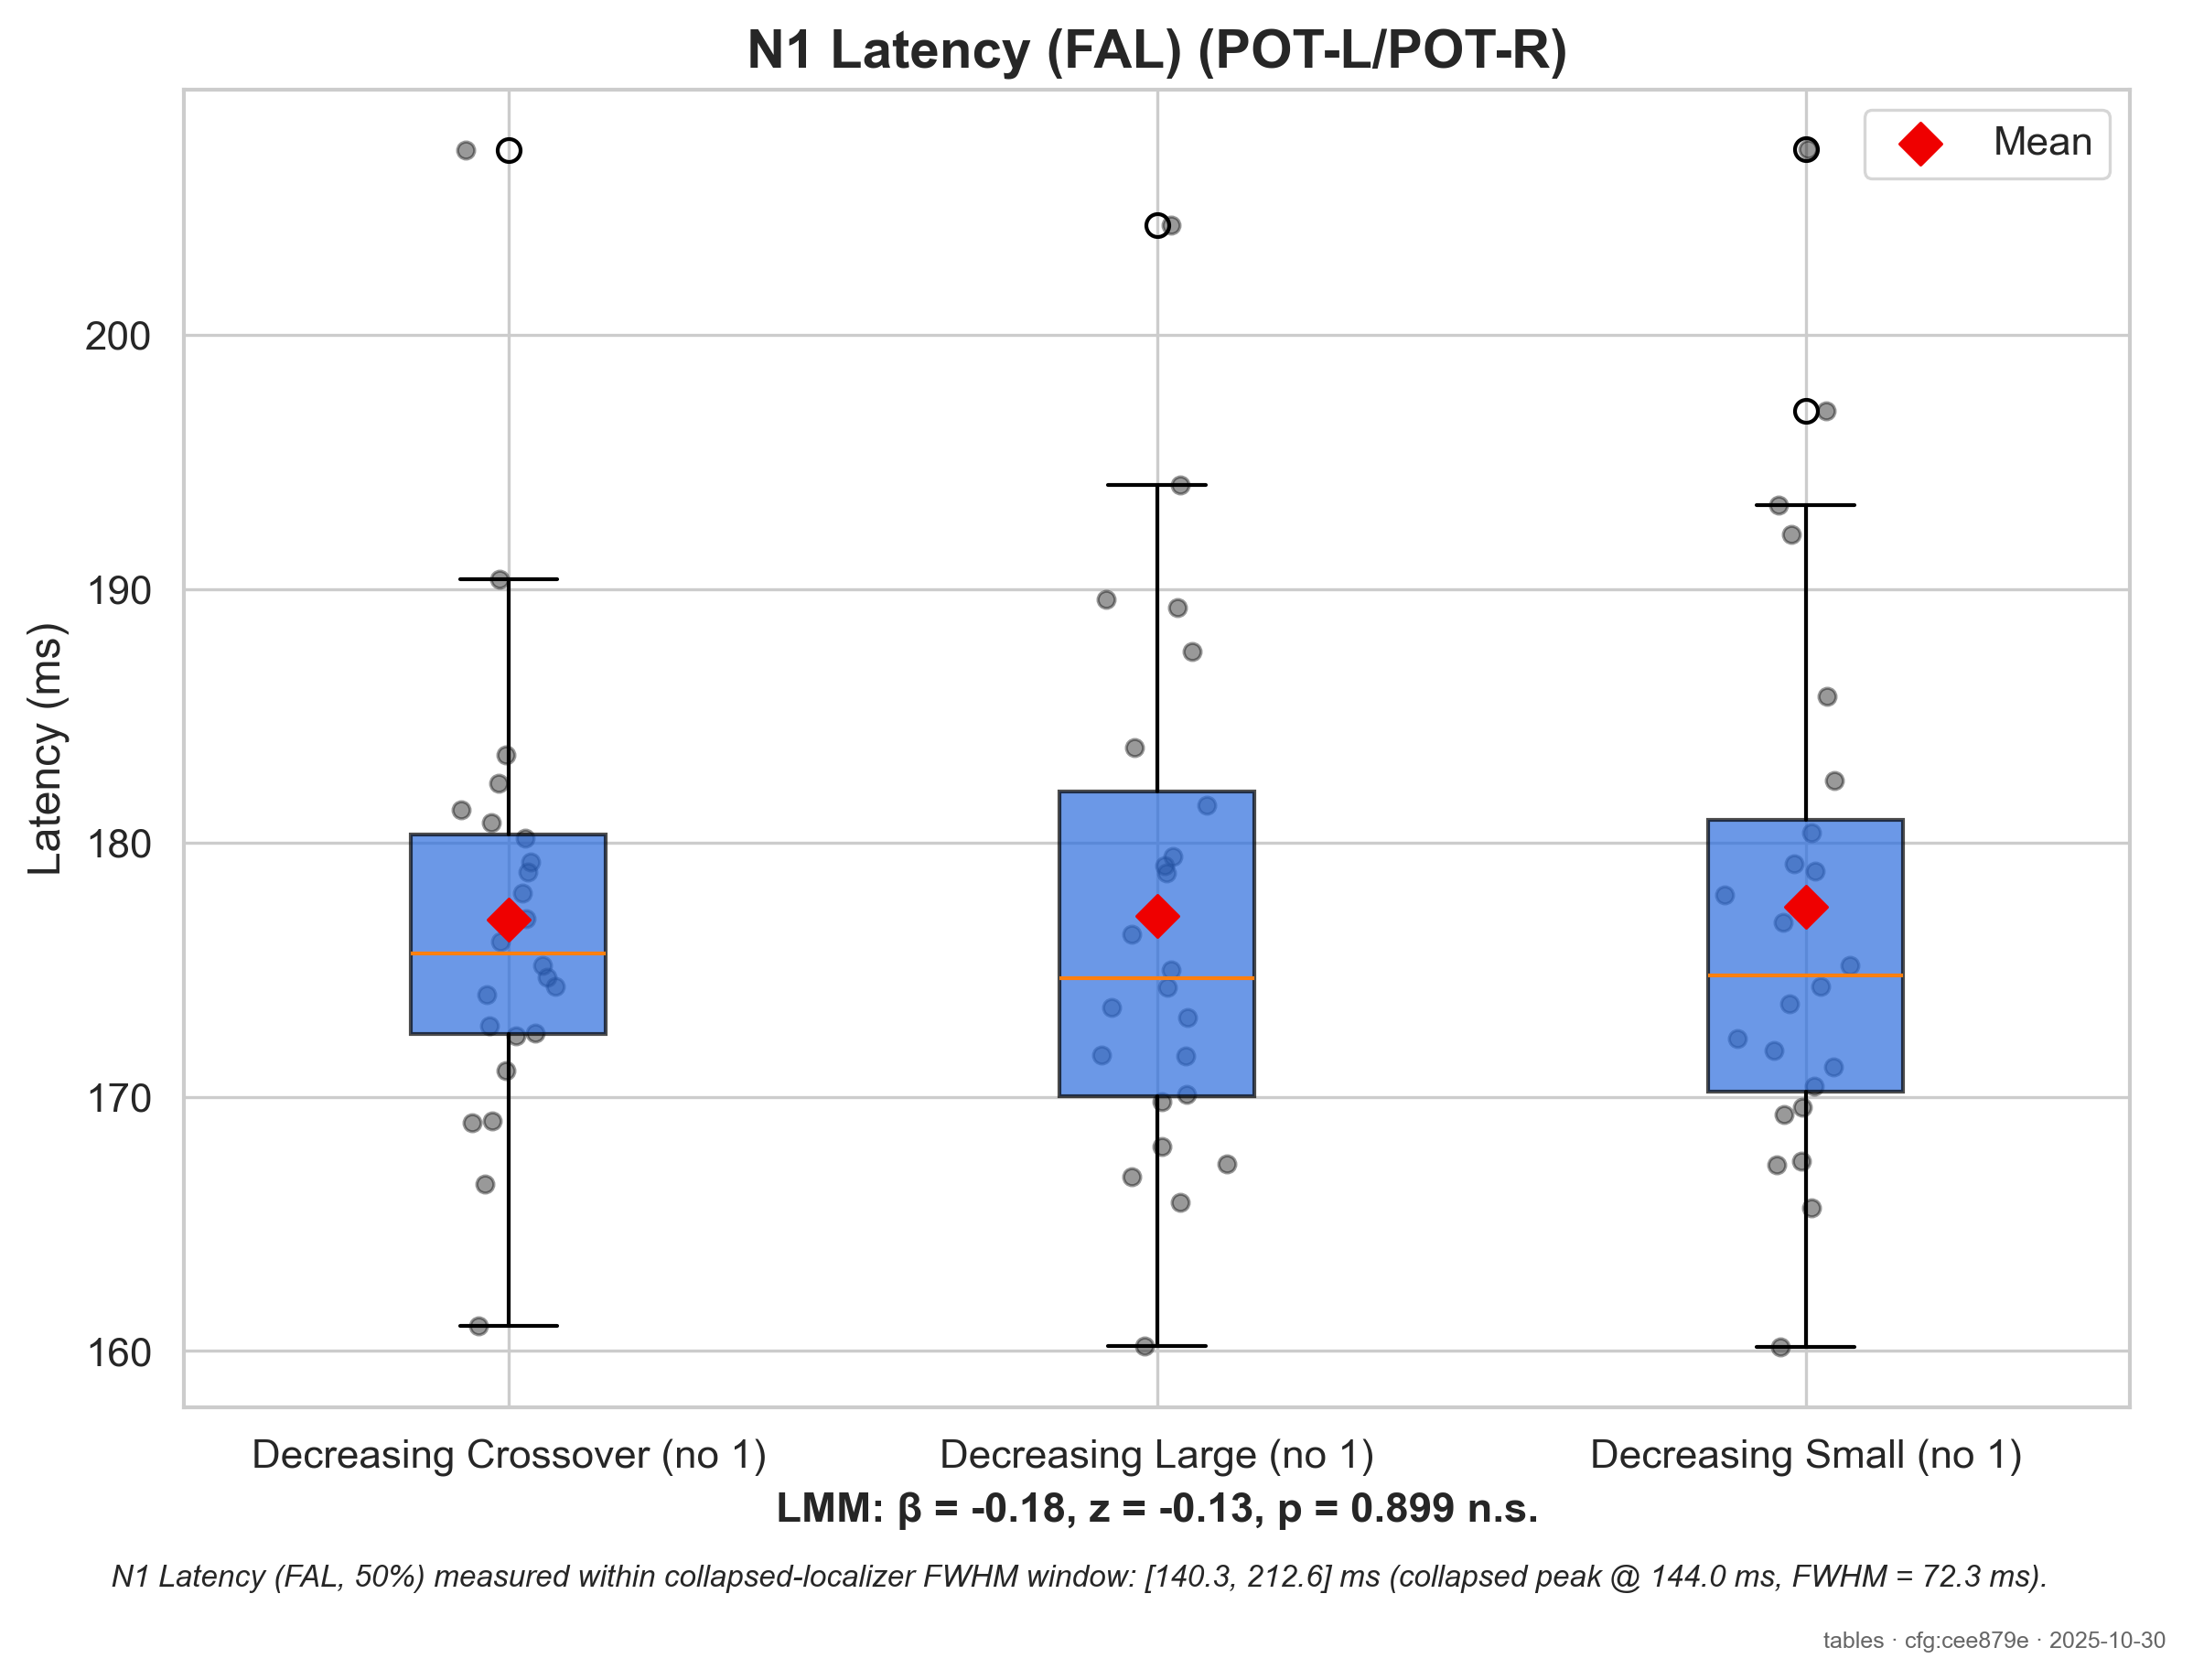 N1 Latency (FAL) (POT-L/POT-R)
Mean
Latency (ms)
200
190
180
170
160
Decreasing Crossover (no 1)
Decreasing Large (no 1)
Decreasing Small (no 1)
LMM: β = -0.18, z = -0.13, p = 0.899 n.s.
N1 Latency (FAL, 50%) measured within collapsed-localizer FWHM window: [140.3, 212.6] ms (collapsed peak @ 144.0 ms, FWHM = 72.3 ms).
tables · cfg:cee879e · 2025-10-30